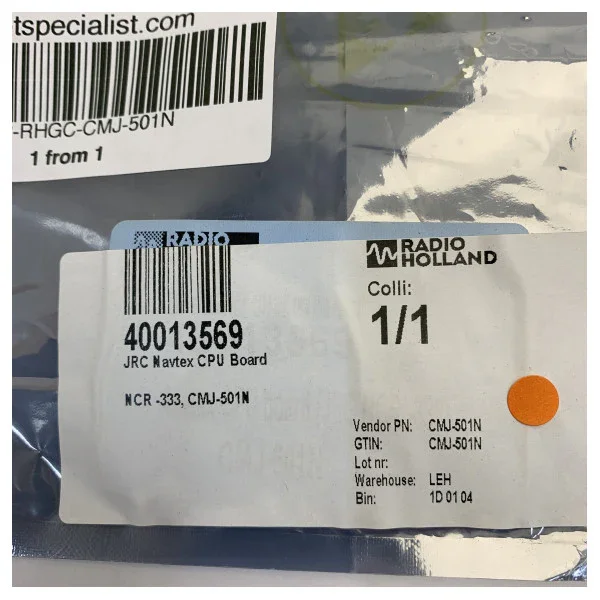 tspecialist.com
-RHGC-CMJ-501N
1 from 1
RADIO
RADIO
HOLLAND
Colli:
1/1
40013569
JRC Navtex CPU Board
NCR -333, CMJ-501N
Vendor PN: CMJ-501N
GTIN: CMJ-501N
Lot nr:
Warehouse: LEH
Bin: 1D 01 04